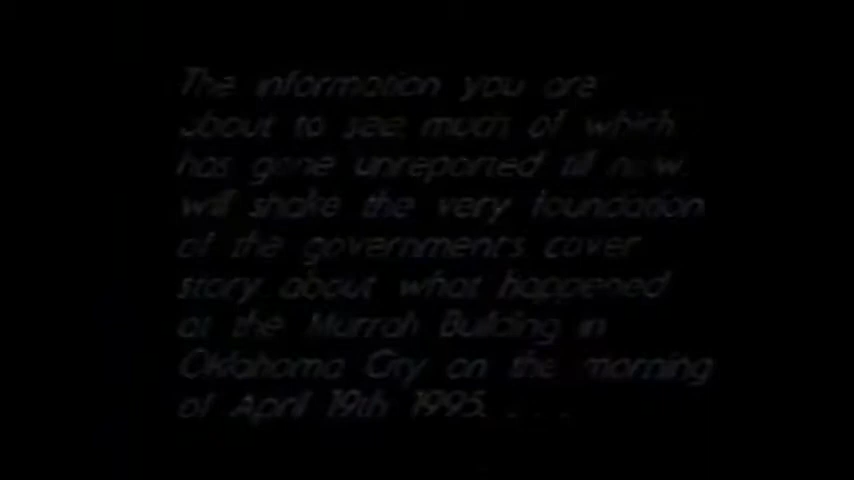 The information you are
about to see, much of which
has gone unreported till now,
will shake the very foundation
of the government's cover
story about what happened
at the Murrah Building in
Oklahoma City on the morning
of April 19th 1995. . . .